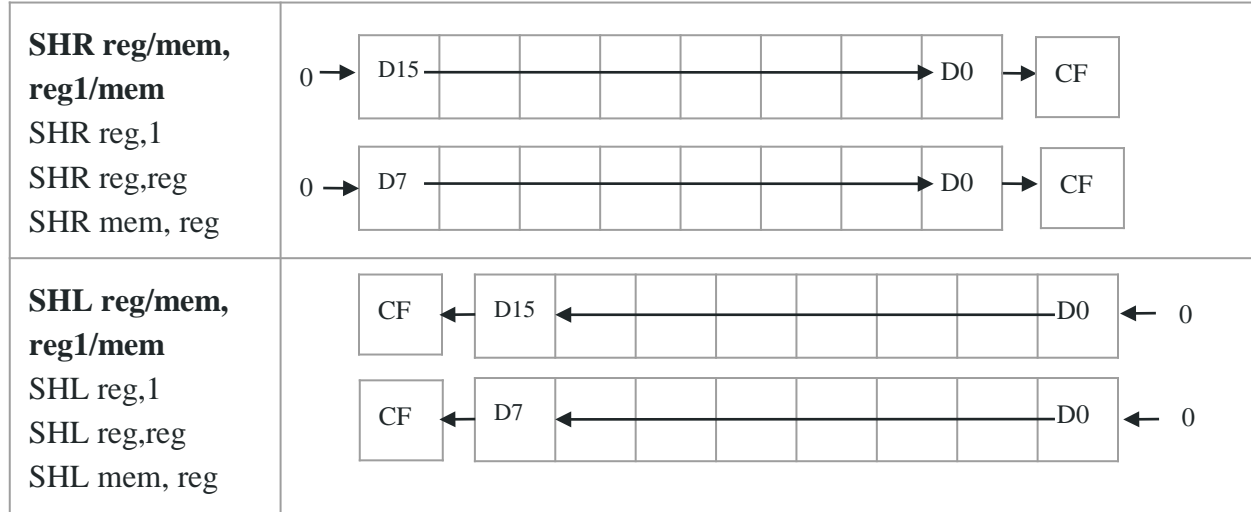 SHR reg/mem,
reg1/mem
SHR reg,1
SHR reg,reg
SHR mem, reg
0 D15 D0 CF
0 D7 D0 CF
SHL reg/mem,
reg1/mem
SHL reg,1
SHL reg,reg
SHL mem, reg
CF D15 D0 0
CF D7 D0 0